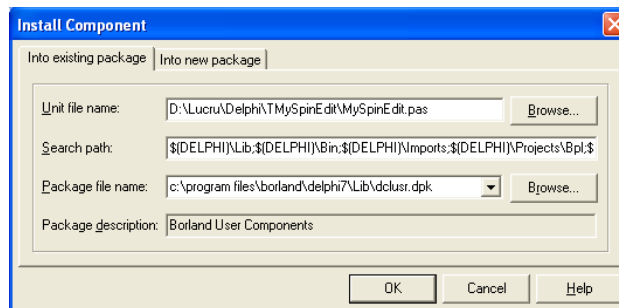 Install Component
Into existing package Into new package
Unit file name: D:\Lucru\Delphi\TMySpinEdit\MySpinEdit.pas Browse...
Search path: $(DELPHI)\Lib;$(DELPHI)\Bin;$(DELPHI)\Imports;$(DELPHI)\Projects\Bpl;$
Package file name: c:\program files\borland\delphi7\Lib\dclusr.dpk Browse...
Package description: Borland User Components
OK Cancel Help